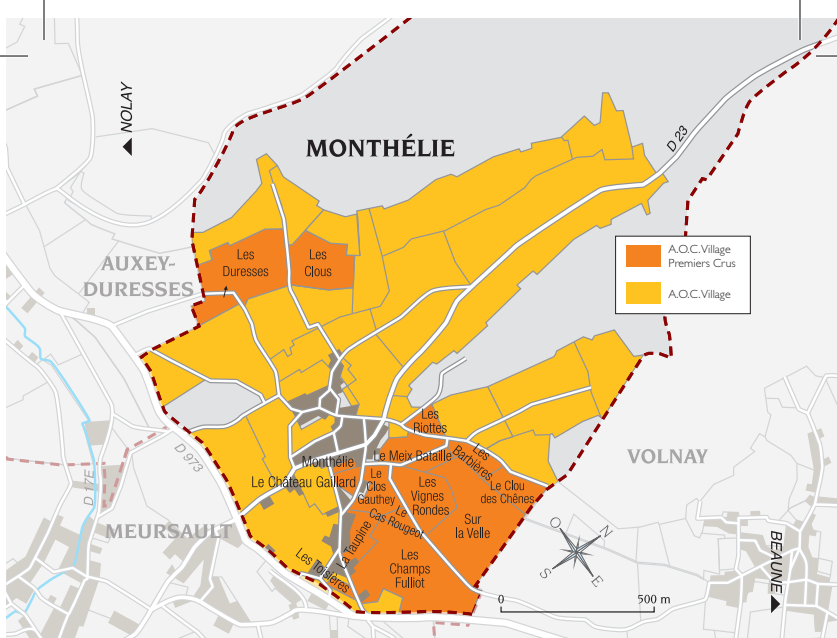 NOLAY
MONTHÉLIE
D 23
A.O.C. Village
Premiers Crus
A.O.C. Village
Les
Duresses
Les
Clous
AUXEY-
DURESSES
Les
Riottes
Le Meix Bataille
Les
Barbières
VOLNAY
D 973
Monthélie
Le Château Gaillard
Le
Clos
Gauthey
Les
Vignes
Rondes
Le Clou
des Chênes
D 17E
MEURSAULT
Le
Cas Rougeot
Sur
la Velle
La Taupine
Les
Champs
Fulliot
Les Toisières
O
N
S
E
BEAUNE
0
500 m